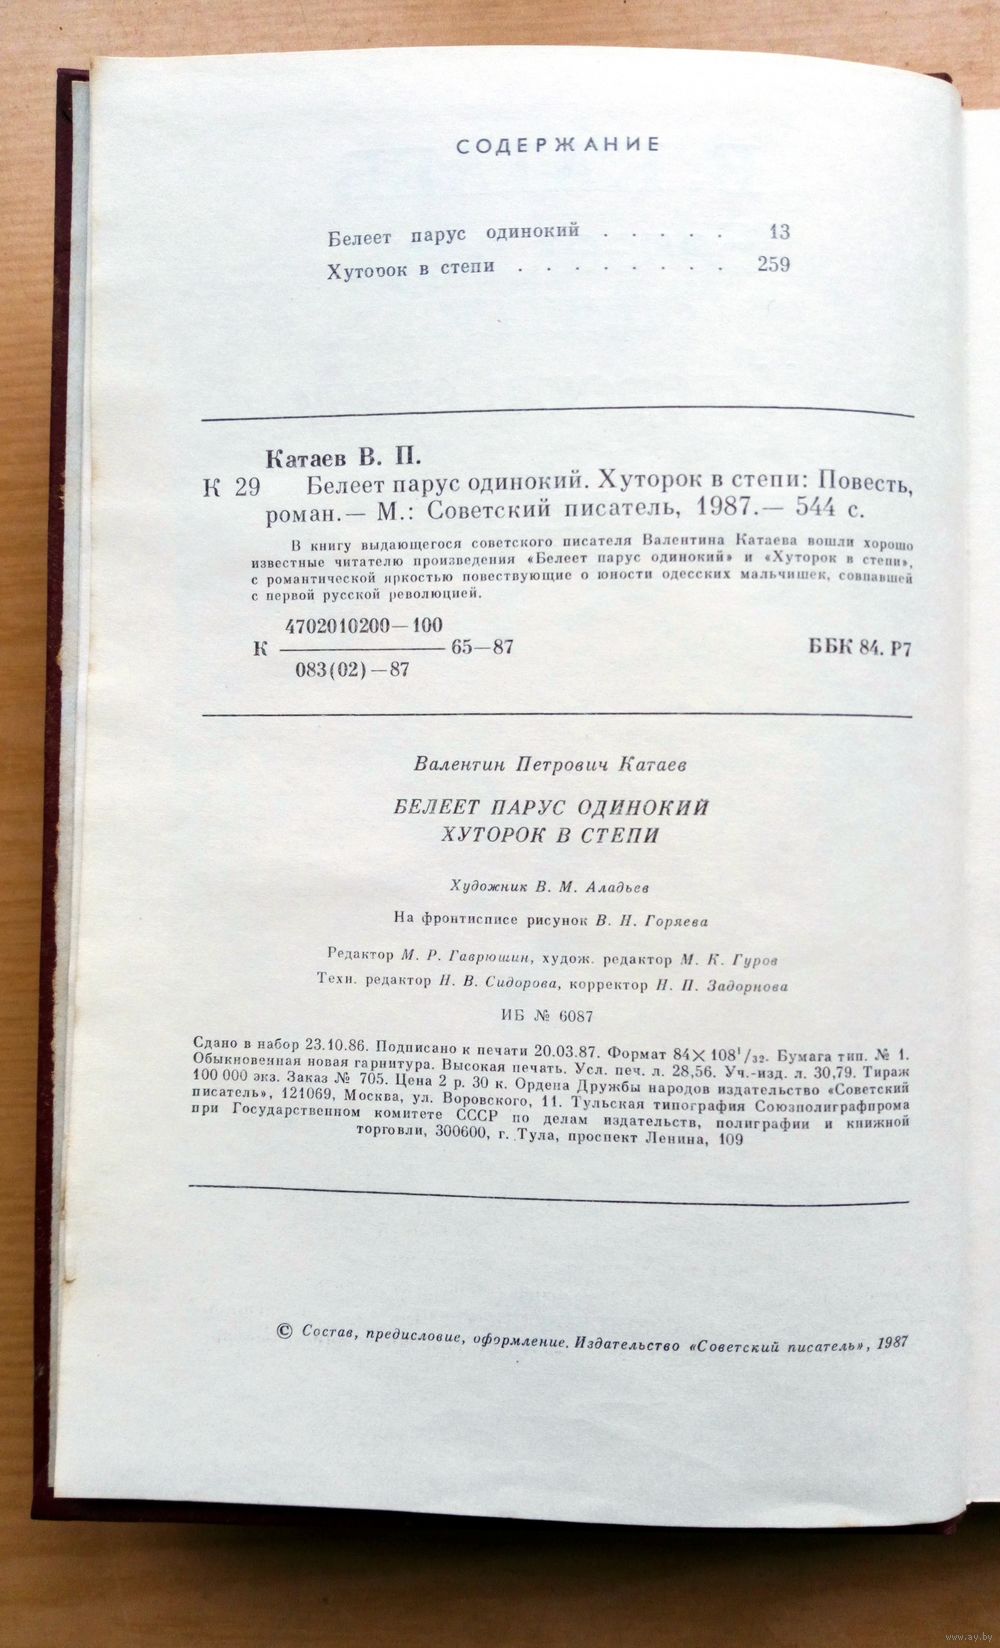 СОДЕРЖАНИЕ
Белеет парус одинокий . . . . . 13
Хуторок в степи . . . . . . . . 259
Катаев В. П.
К 29 Белеет парус одинокий. Хуторок в степи: Повесть,
роман.— М.: Советский писатель, 1987.— 544 с.
В книгу выдающегося советского писателя Валентина Катаева вошли хорошо
известные читателю произведения «Белеет парус одинокий» и «Хуторок в степи»,
с романтической яркостью повествующие о юности одесских мальчишек, совпавшей
с первой русской революцией.
4702010200—100
К 65—87 ББК 84. Р7
083(02)—87
Валентин Петрович Катаев
БЕЛЕЕТ ПАРУС ОДИНОКИЙ
ХУТОРОК В СТЕПИ
Художник В. М. Аладьев
На фронтисписе рисунок В. Н. Горяева
Редактор М. Р. Гаврюшин, худож. редактор М. К. Гуров
Техн. редактор Н. В. Сидорова, корректор Н. П. Задорнова
ИБ № 6087
Сдано в набор 23.10.86. Подписано к печати 20.03.87. Формат 84×108¹/₃₂. Бумага тип. № 1.
Обыкновенная новая гарнитура. Высокая печать. Усл. печ. л. 28,56. Уч.-изд. л. 30,79. Тираж
100 000 экз. Заказ № 705. Цена 2 р. 30 к. Ордена Дружбы народов издательство «Советский
писатель», 121069, Москва, ул. Воровского, 11. Тульская типография Союзполиграфпрома
при Государственном комитете СССР по делам издательств, полиграфии и книжной
торговли, 300600, г. Тула, проспект Ленина, 109
© Состав, предисловие, оформление. Издательство «Советский писатель», 1987
www.ay.by